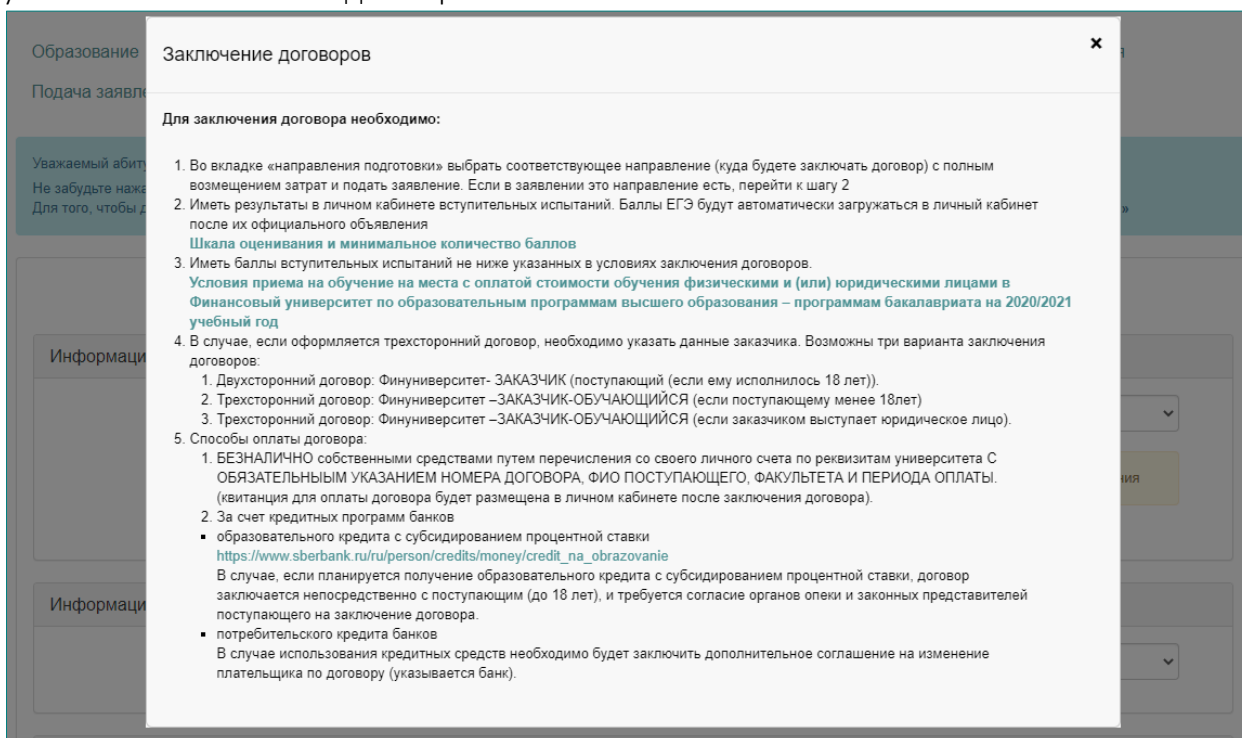 Образование
Подача заявле
Уважаемый абиту
Не забудьте нажа
Для того, чтобы д
»
Информаци
ния
Информаци
Заключение договоров
×
Для заключения договора необходимо:
1. Во вкладке «направления подготовки» выбрать соответствующее направление (куда будете заключать договор) с полным
возмещением затрат и подать заявление. Если в заявлении это направление есть, перейти к шагу 2
2. Иметь результаты в личном кабинете вступительных испытаний. Баллы ЕГЭ будут автоматически загружаться в личный кабинет
после их официального объявления
Шкала оценивания и минимальное количество баллов
3. Иметь баллы вступительных испытаний не ниже указанных в условиях заключения договоров.
Условия приема на обучение на места с оплатой стоимости обучения физическими и (или) юридическими лицами в
Финансовый университет по образовательным программам высшего образования – программам бакалавриата на 2020/2021
учебный год
4. В случае, если оформляется трехсторонний договор, необходимо указать данные заказчика. Возможны три варианта заключения
договоров:
1. Двухсторонний договор: Финуниверситет- ЗАКАЗЧИК (поступающий (если ему исполнилось 18 лет)).
2. Трехсторонний договор: Финуниверситет –ЗАКАЗЧИК-ОБУЧАЮЩИЙСЯ (если поступающему менее 18лет)
3. Трехсторонний договор: Финуниверситет –ЗАКАЗЧИК-ОБУЧАЮЩИЙСЯ (если заказчиком выступает юридическое лицо).
5. Способы оплаты договора:
1. БЕЗНАЛИЧНО собственными средствами путем перечисления со своего личного счета по реквизитам университета С
ОБЯЗАТЕЛЬНЫЫМ УКАЗАНИЕМ НОМЕРА ДОГОВОРА, ФИО ПОСТУПАЮЩЕГО, ФАКУЛЬТЕТА И ПЕРИОДА ОПЛАТЫ.
(квитанция для оплаты договора будет размещена в личном кабинете после заключения договора).
2. За счет кредитных программ банков
▪ образовательного кредита с субсидированием процентной ставки
https://www.sberbank.ru/ru/person/credits/money/credit_na_obrazovanie
В случае, если планируется получение образовательного кредита с субсидированием процентной ставки, договор
заключается непосредственно с поступающим (до 18 лет), и требуется согласие органов опеки и законных представителей
поступающего на заключение договора.
▪ потребительского кредита банков
В случае использования кредитных средств необходимо будет заключить дополнительное соглашение на изменение
плательщика по договору (указывается банк).